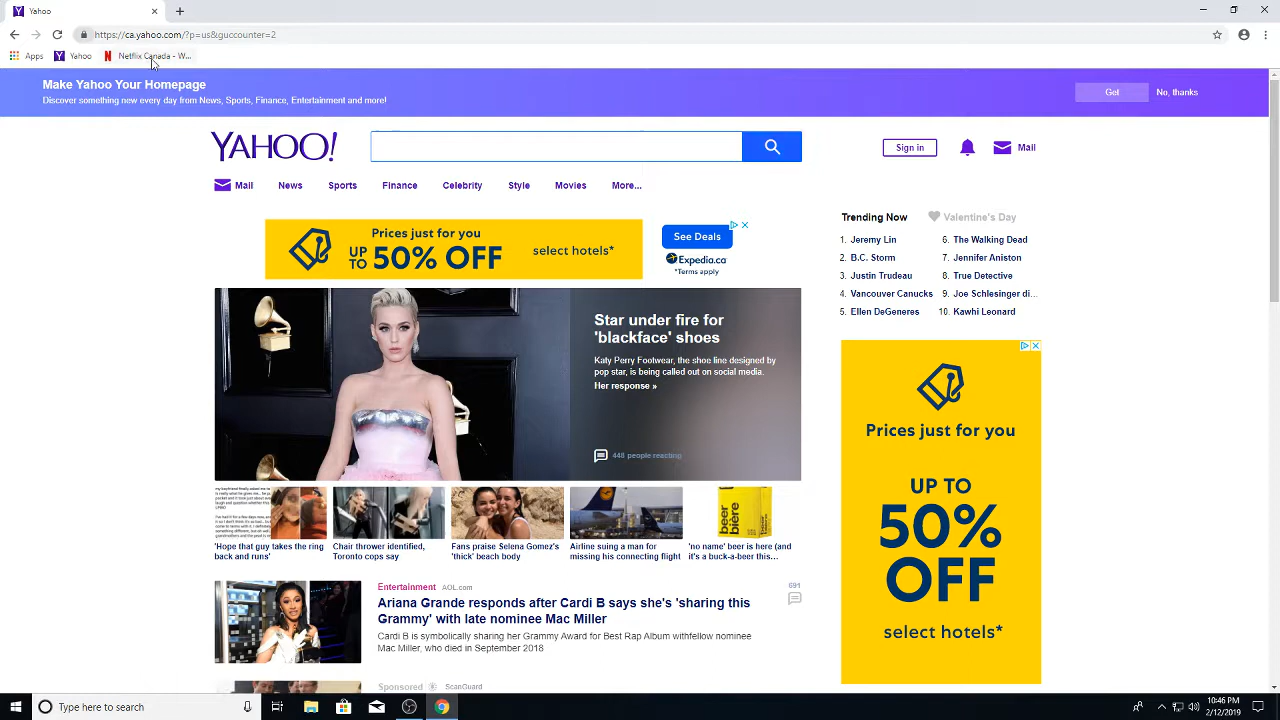 Yahoo
https://ca.yahoo.com/?p=us&guccounter=2
Apps
Yahoo
Netflix Canada - W...
Make Yahoo Your Homepage
Discover something new every day from News, Sports, Finance, Entertainment and more!
Get
No, thanks
YAHOO!
Sign in
Mail
Mail
News
Sports
Finance
Celebrity
Style
Movies
More...
Prices just for you
UP TO 50% OFF
select hotels*
See Deals
Expedia.ca
*Terms apply
Trending Now
Valentine's Day
1. Jeremy Lin
2. B.C. Storm
3. Justin Trudeau
4. Vancouver Canucks
5. Ellen DeGeneres
6. The Walking Dead
7. Jennifer Aniston
8. True Detective
9. Joe Schlesinger di...
10. Kawhi Leonard
Star under fire for
'blackface' shoes
Katy Perry Footwear, the shoe line designed by
pop star, is being called out on social media.
Her response »
448 people reacting
Prices just for you
UP TO
50%
OFF
select hotels*
beer
bière
'Hope that guy takes the ring
back and runs'
Chair thrower identified,
Toronto cops say
Fans praise Selena Gomez's
'thick' beach body
Airline suing a man for
missing his connecting flight
'no name' beer is here (and
it's a buck-a-beer this...
Entertainment AOL.com
691
Ariana Grande responds after Cardi B says she's 'sharing this
Grammy' with late nominee Mac Miller
Cardi B is symbolically sharing her Grammy Award for Best Rap Album withfellow nominee
Mac Miller, who died in September 2018
Sponsored ScanGuard
Type here to search
10:46 PM
2/12/2019